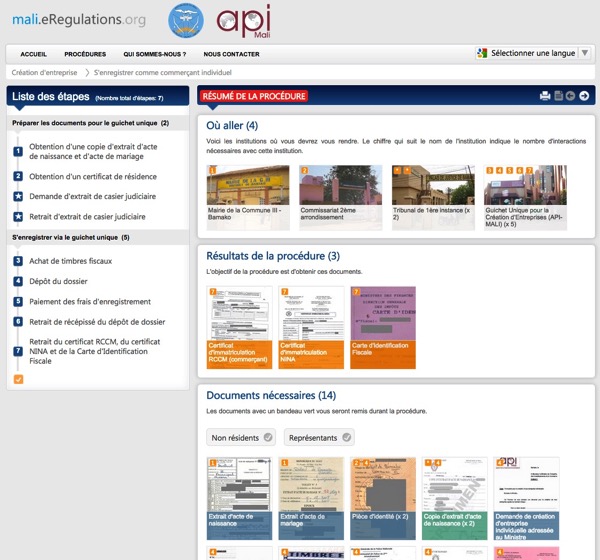 mali.eRegulations.org
api
Mali
ACCUEIL
PROCÉDURES
QUI SOMMES-NOUS ?
NOUS CONTACTER
Sélectionner une langue
Création d'entreprise
S'enregistrer comme commerçant individuel
Liste des étapes (Nombre total d'étapes: 7)
Préparer les documents pour le guichet unique (2)
1 Obtention d'une copie d'extrait d'acte
de naissance et d'acte de mariage
2 Obtention d'un certificat de résidence
Demande d'extrait de casier judiciaire
Retrait d'extrait de casier judiciaire
S'enregistrer via le guichet unique (5)
3 Achat de timbres fiscaux
4 Dépôt du dossier
5 Paiement des frais d'enregistrement
6 Retrait de récépissé du dépôt de dossier
Retrait du certificat RCCM, du certificat
7 NINA et de la Carte d'Identification
Fiscale
RÉSUMÉ DE LA PROCÉDURE
Où aller (4)
Voici les institutions où vous devrez vous rendre. Le chiffre qui suit le nom de l'institution indique le nombre d'interactions
nécessaires avec cette institution.
1
Mairie de la Commune III -
Bamako
2
Commissariat 2ème
arrondissement
* *
Tribunal de 1ère instance (x
2)
3 4 5 6 7
Guichet Unique pour la
Création d'Entreprises (API-
MALI) (x 5)
Résultats de la procédure (3)
L'objectif de la procédure est d'obtenir ces documents.
7
Certificat
d'immatriculation
RCCM (commerçant)
7
Certificat
d'immatriculation
NINA
7
Carte d'Identification
Fiscale
Documents nécessaires (14)
Les documents avec un bandeau vert vous seront remis durant la procédure.
Non résidents
Représentants
1
Extrait d'acte de
naissance
1
Extrait d'acte de
mariage
2 4
Pièce d'identité (x 2)
* 4
Copie d'extrait d'acte
de naissance (x 2)
4
api
Demande de création
d'entreprise
individuelle adressée
au Ministre
4
4
TIMBRE
4
4